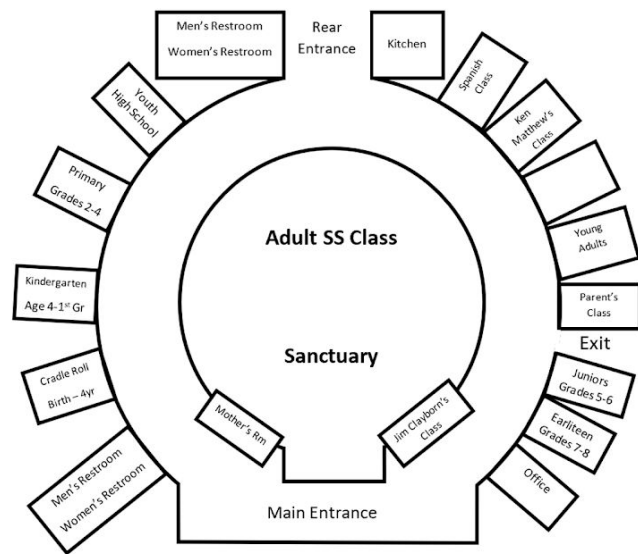 Men's Restroom
Women's Restroom
Rear
Entrance
Kitchen
Spanish
Class
Ken
Matthew's
Class
Young
Adults
Parent's
Class
Exit
Juniors
Grades 5-6
Earliteen
Grades 7-8
Office
Youth
High School
Primary
Grades 2-4
Kindergarten
Age 4-1st Gr
Cradle Roll
Birth – 4yr
Men's Restroom
Women's Restroom
Adult SS Class
Sanctuary
Mother's Rm
Jim Clayborn's
Class
Main Entrance